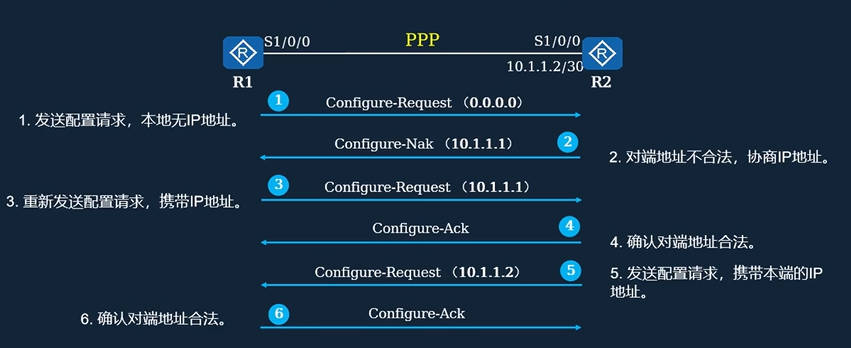 PPP
S1/0/0
S1/0/0
10.1.1.2/30
R
R
R1
R2
1
Configure-Request（0.0.0.0）
1. 发送配置请求，本地无IP地址。
Configure-Nak（10.1.1.1）
2
2. 对端地址不合法，协商IP地址。
3
Configure-Request（10.1.1.1）
3. 重新发送配置请求，携带IP地址。
Configure-Ack
4
4. 确认对端地址合法。
Configure-Request（10.1.1.2）
5
5. 发送配置请求，携带本端的IP
地址。
6
Configure-Ack
6. 确认对端地址合法。